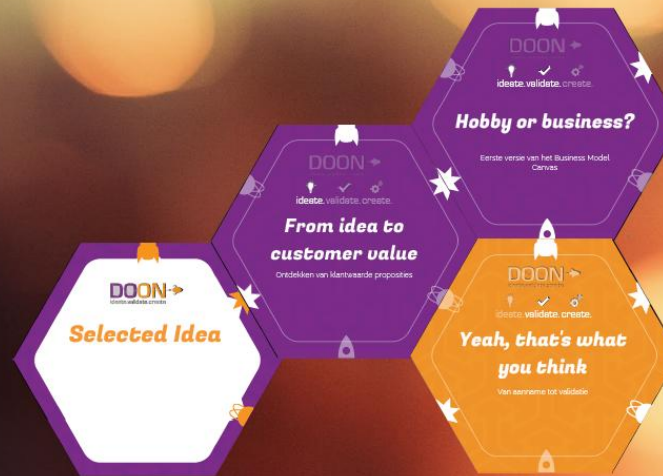 DOON
ideate.validate.create.
Selected Idea
DOON
ideate.validate.create.
From idea to
customer value
Ontdekken van klantwaarde proposities
DOON
ideate.validate.create.
Hobby or business?
Eerste versie van het Business Model
Canvas
DOON
ideate.validate.create.
Yeah, that's what
you think
Van aanname tot validatie